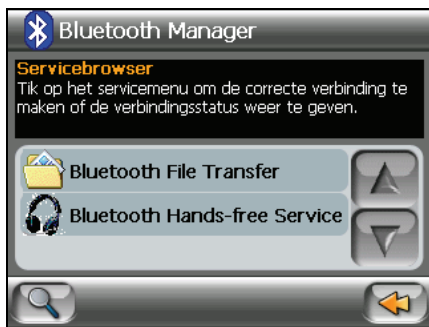 Bluetooth Manager
Servicebrowser
Tik op het servicemenu om de correcte verbinding te
maken of de verbindingsstatus weer te geven.
Bluetooth File Transfer
Bluetooth Hands-free Service